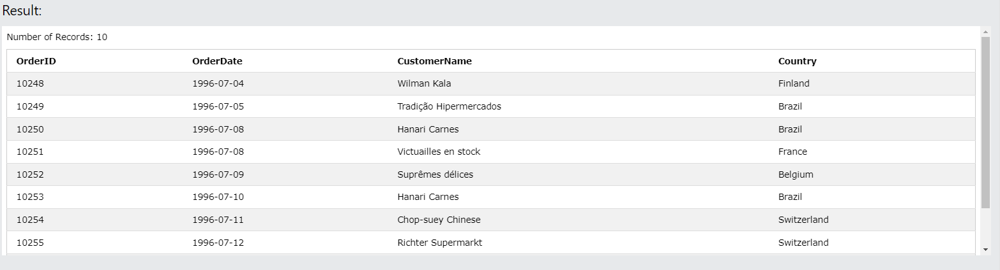 Result:
Number of Records: 10
OrderID OrderDate CustomerName Country
10248 1996-07-04 Wilman Kala Finland
10249 1996-07-05 Tradição Hipermercados Brazil
10250 1996-07-08 Hanari Carnes Brazil
10251 1996-07-08 Victuailles en stock France
10252 1996-07-09 Suprêmes délices Belgium
10253 1996-07-10 Hanari Carnes Brazil
10254 1996-07-11 Chop-suey Chinese Switzerland
10255 1996-07-12 Richter Supermarkt Switzerland